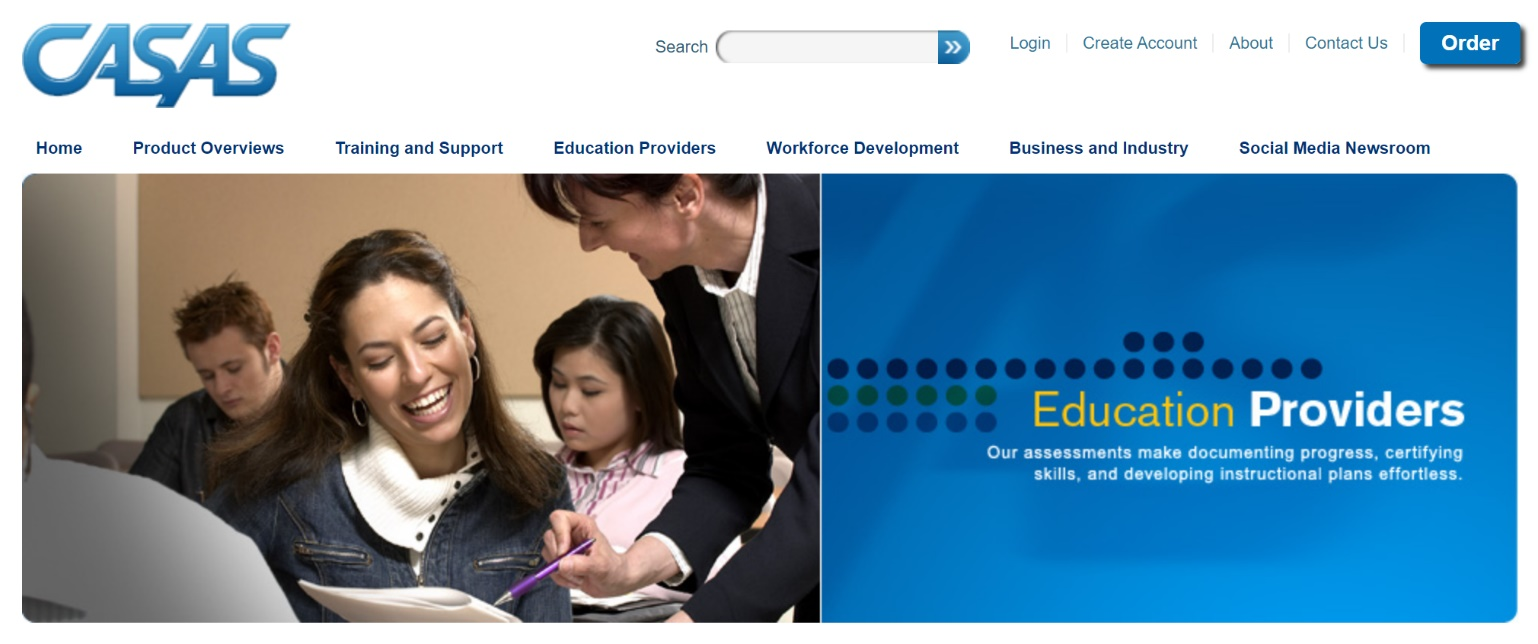 CASAS
Search
Login
Create Account
About
Contact Us
Order
Home
Product Overviews
Training and Support
Education Providers
Workforce Development
Business and Industry
Social Media Newsroom
Education Providers
Our assessments make documenting progress, certifying
skills, and developing instructional plans effortless.